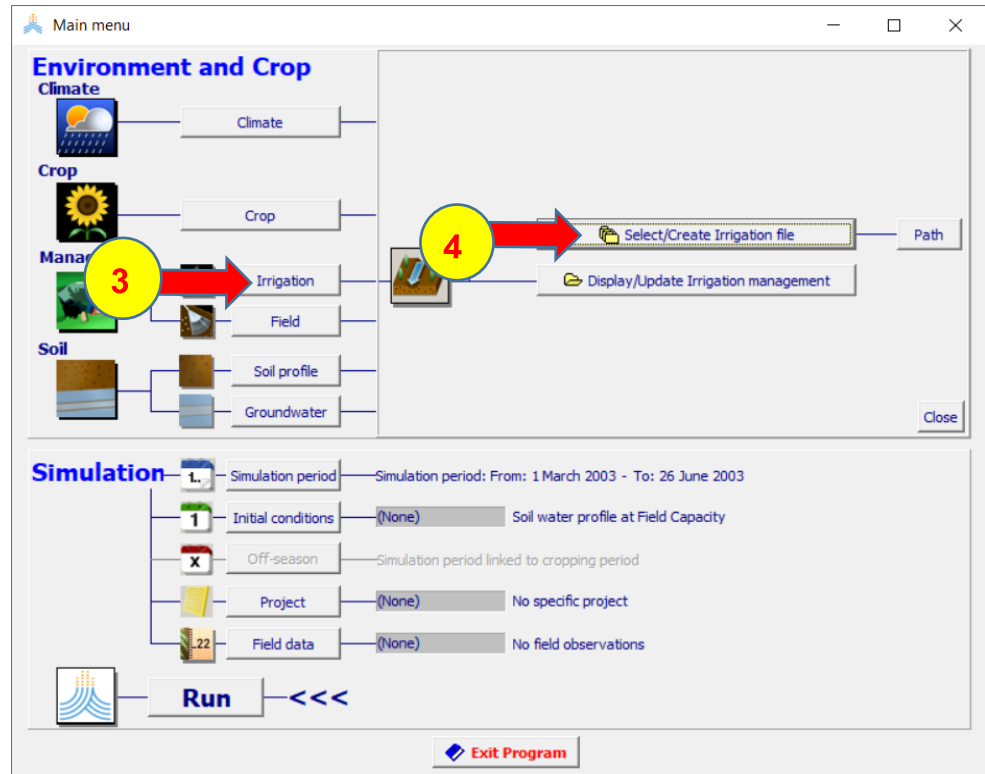 Main menu
Environment and Crop
Climate
Climate
Crop
Crop
4
Select/Create Irrigation file
Path
Mana
3
Irrigation
Display/Update Irrigation management
Field
Soil
Soil profile
Groundwater
Close
Simulation
1..
Simulation period
Simulation period: From: 1 March 2003 - To: 26 June 2003
1
Initial conditions
(None)
Soil water profile at Field Capacity
x
Off-season
Simulation period linked to cropping period
Project
(None)
No specific project
..22
Field data
(None)
No field observations
Run
<<<
Exit Program